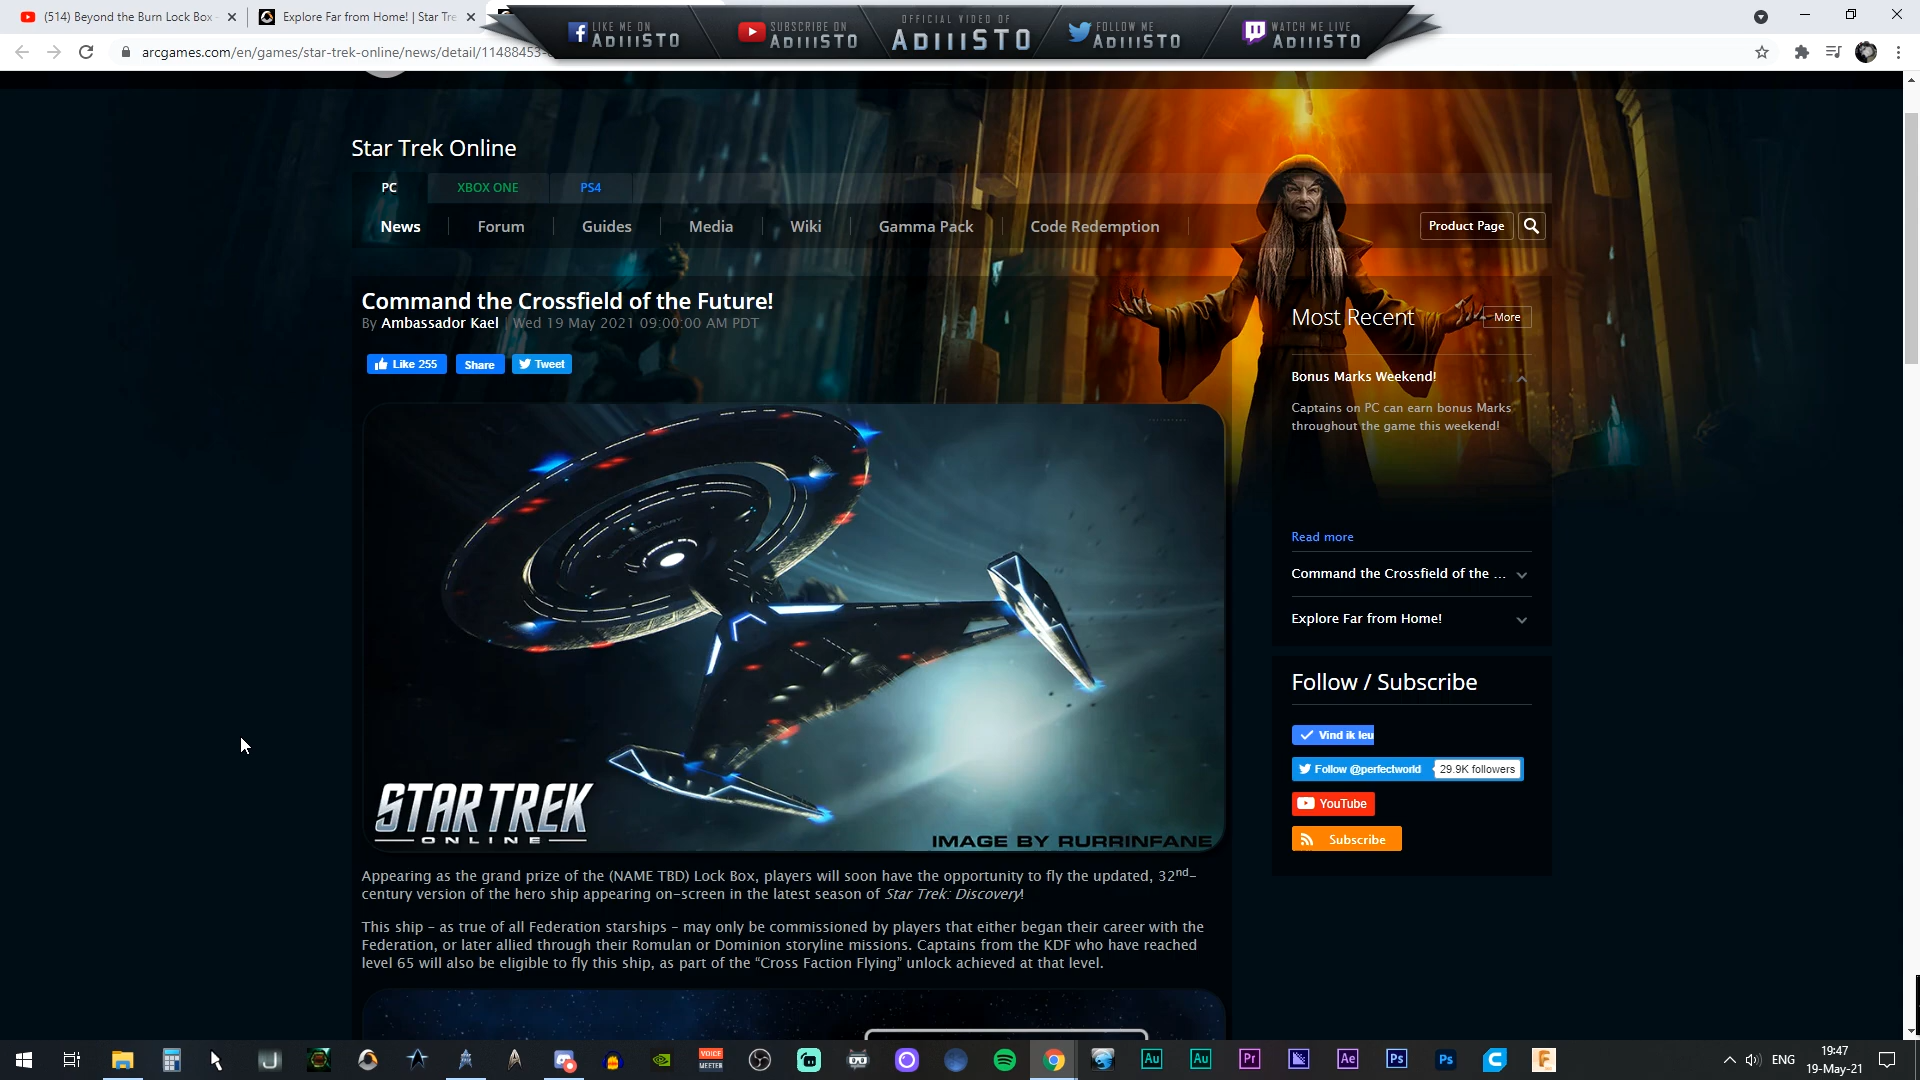 (514) Beyond the Burn Lock Box -
Explore Far from Home! | Star Tre
LIKE ME ON
ADIIISTO
SUBSCRIBE ON
ADIIISTO
OFFICIAL VIDEO OF
ADIIISTO
FOLLOW ME
ADIIISTO
WATCH ME LIVE
ADIIISTO
arcgames.com/en/games/star-trek-online/news/detail/11488453-
Star Trek Online
PC
XBOX ONE
PS4
News
Forum
Guides
Media
Wiki
Gamma Pack
Code Redemption
Product Page
Command the Crossfield of the Future!
By Ambassador Kael | Wed 19 May 2021 09:00:00 AM PDT
Like 255
Share
Tweet
U.S.S. DISCOVERY
STAR TREK
ONLINE
IMAGE BY RURRINFANE
Appearing as the grand prize of the (NAME TBD) Lock Box, players will soon have the opportunity to fly the updated, 32nd-
century version of the hero ship appearing on-screen in the latest season of Star Trek: Discovery!
This ship – as true of all Federation starships – may only be commissioned by players that either began their career with the
Federation, or later allied through their Romulan or Dominion storyline missions. Captains from the KDF who have reached
level 65 will also be eligible to fly this ship, as part of the “Cross Faction Flying” unlock achieved at that level.
Most Recent
More
Bonus Marks Weekend!
Captains on PC can earn bonus Marks
throughout the game this weekend!
Read more
Command the Crossfield of the ...
Explore Far from Home!
Follow / Subscribe
Vind ik leu
Follow @perfectworld
29.9K followers
YouTube
Subscribe
VOICE
MEETER
Au
Au
Pr
Ae
Ps
Ps
ENG
19:47
19-May-21